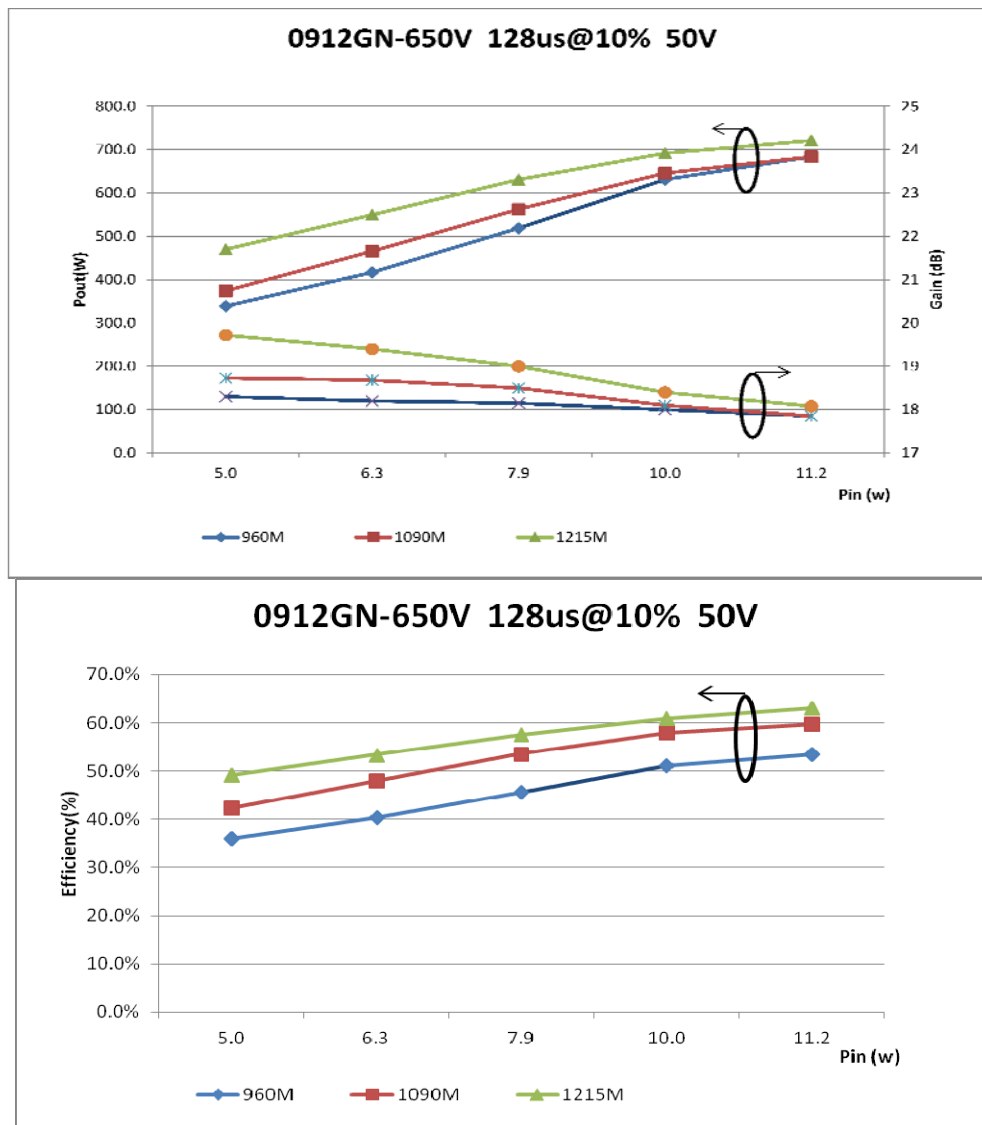 0912GN-650V 128us@10% 50V
800.0
700.0
600.0
500.0
400.0
300.0
200.0
100.0
0.0
Pout(W)
25
24
23
22
21
20
19
18
17
Gain (dB)
5.0 6.3 7.9 10.0 11.2
Pin (w)
960M 1090M 1215M
0912GN-650V 128us@10% 50V
70.0%
60.0%
50.0%
40.0%
30.0%
20.0%
10.0%
0.0%
Efficiency(%)
5.0 6.3 7.9 10.0 11.2
Pin (w)
960M 1090M 1215M